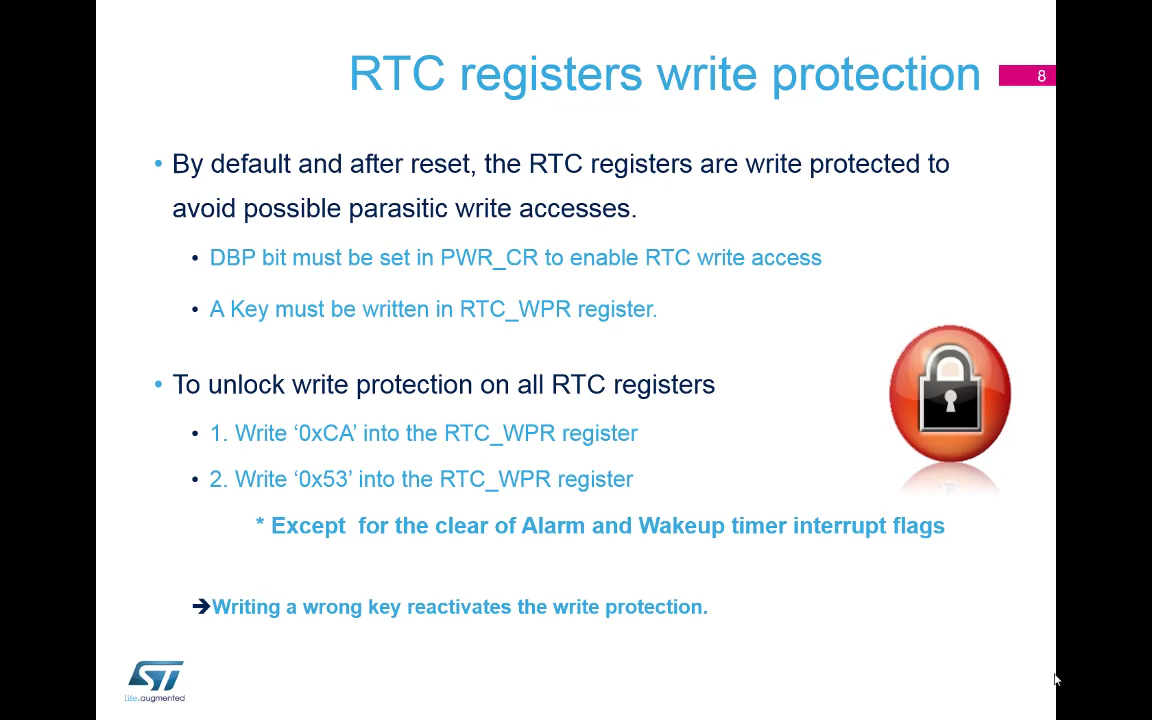 RTC registers write protection
8
• By default and after reset, the RTC registers are write protected to
avoid possible parasitic write accesses.
• DBP bit must be set in PWR_CR to enable RTC write access
• A Key must be written in RTC_WPR register.
• To unlock write protection on all RTC registers
• 1. Write ‘0xCA’ into the RTC_WPR register
• 2. Write ‘0x53’ into the RTC_WPR register
* Except for the clear of Alarm and Wakeup timer interrupt flags
➔Writing a wrong key reactivates the write protection.
ST
life.augmented